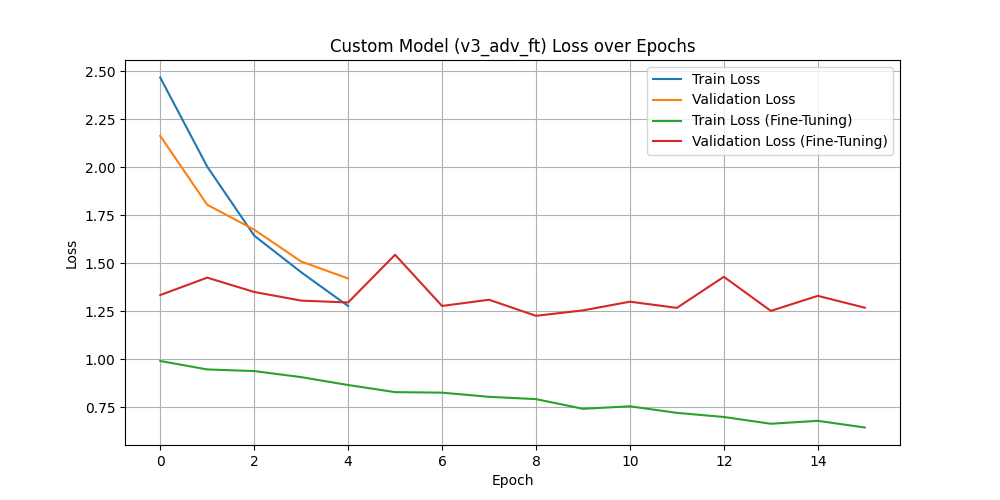 Custom Model (v3_adv_ft) Loss over Epochs
Train Loss
Validation Loss
Train Loss (Fine-Tuning)
Validation Loss (Fine-Tuning)
2.50
2.25
2.00
1.75
1.50
1.25
1.00
0.75
Loss
0 2 4 6 8 10 12 14
Epoch